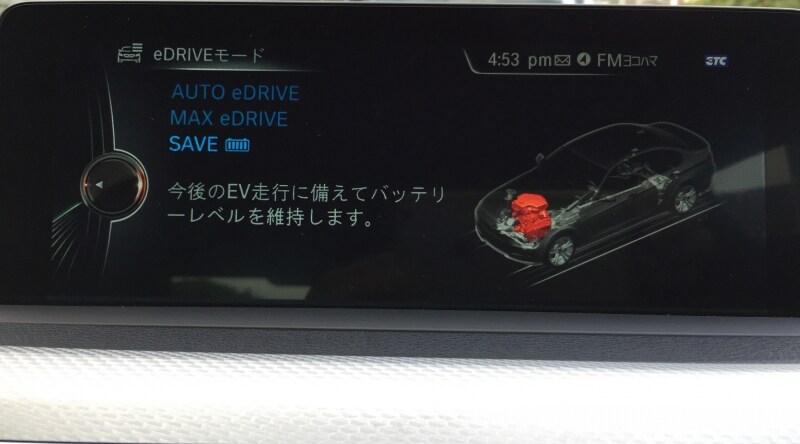 eDRIVEモード
4:53 pm FMヨコハマ ETC
AUTO eDRIVE
MAX eDRIVE
SAVE
今後のEV走行に備えてバッテリ
ーレベルを維持します。